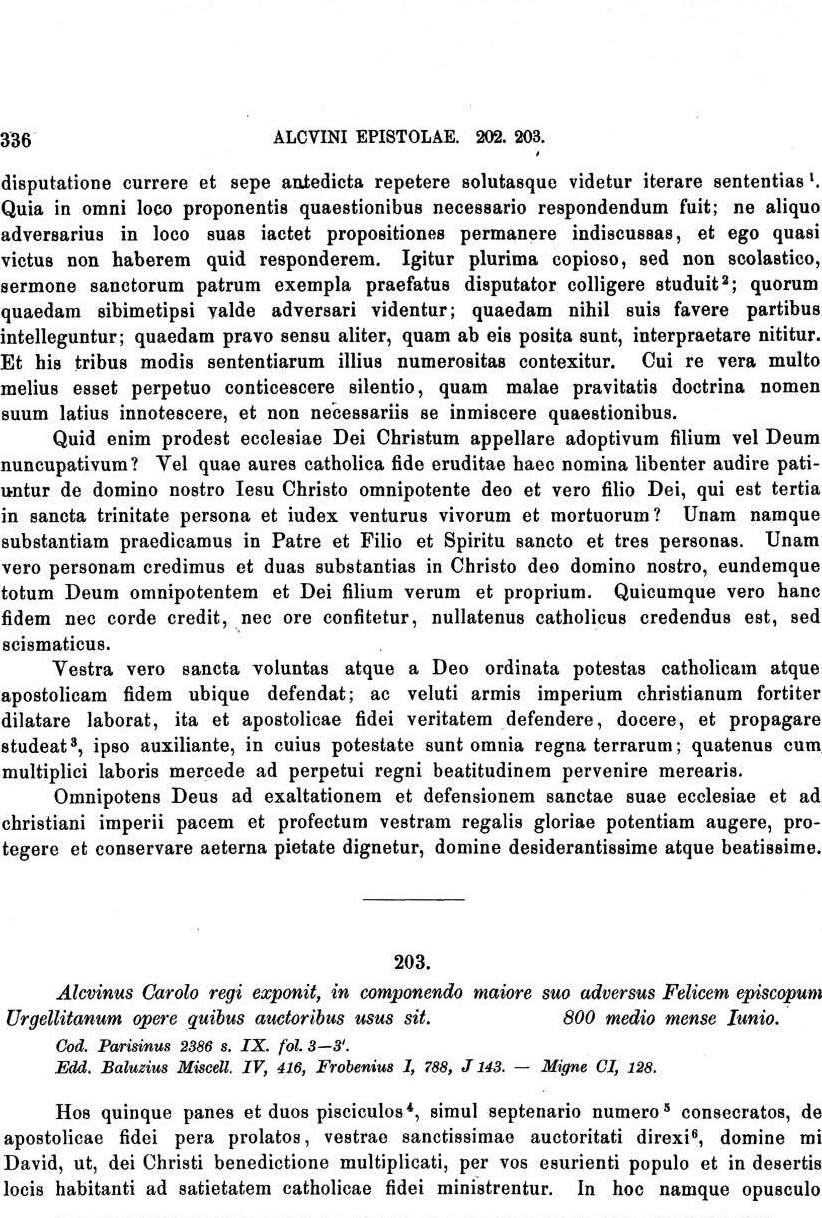 336 ALCVINI EPISTOLAE. 202. 203.
disputatione currere et sepe antedicta repetere solutasque videtur iterare sententias ¹.
Quia in omni loco proponentis quaestionibus necessario respondendum fuit; ne aliquo
adversarius in loco suas iactet propositiones permanere indiscussas, et ego quasi
victus non haberem quid responderem. Igitur plurima copioso, sed non scolastico,
sermone sanctorum patrum exempla praefatus disputator colligere studuit²; quorum
quaedam sibimetipsi valde adversari videntur; quaedam nihil suis favere partibus
intelleguntur; quaedam pravo sensu aliter, quam ab eis posita sunt, interpraetare nititur.
Et his tribus modis sententiarum illius numerositas contexitur. Cui re vera multo
melius esset perpetuo conticescere silentio, quam malae pravitatis doctrina nomen
suum latius innotescere, et non necessariis se inmiscere quaestionibus.
Quid enim prodest ecclesiae Dei Christum appellare adoptivum filium vel Deum
nuncupativum? Vel quae aures catholica fide eruditae haec nomina libenter audire pati-
untur de domino nostro Iesu Christo omnipotente deo et vero filio Dei, qui est tertia
in sancta trinitate persona et iudex venturus vivorum et mortuorum? Unam namque
substantiam praedicamus in Patre et Filio et Spiritu sancto et tres personas. Unam
vero personam credimus et duas substantias in Christo deo domino nostro, eundemque
totum Deum omnipotentem et Dei filium verum et proprium. Quicumque vero hanc
fidem nec corde credit, nec ore confitetur, nullatenus catholicus credendus est, sed
scismaticus.
Vestra vero sancta voluntas atque a Deo ordinata potestas catholicam atque
apostolicam fidem ubique defendat; ac veluti armis imperium christianum fortiter
dilatare laborat, ita et apostolicae fidei veritatem defendere, docere, et propagare
studeat³, ipso auxiliante, in cuius potestate sunt omnia regna terrarum; quatenus cum
multiplici laboris mercede ad perpetui regni beatitudinem pervenire merearis.
Omnipotens Deus ad exaltationem et defensionem sanctae suae ecclesiae et ad
christiani imperii pacem et profectum vestram regalis gloriae potentiam augere, pro-
tegere et conservare aeterna pietate dignetur, domine desiderantissime atque beatissime.
203.
Alcvinus Carolo regi exponit, in componendo maiore suo adversus Felicem episcopum
Urgellitanum opere quibus auctoribus usus sit. 800 medio mense Iunio.
Cod. Parisinus 2386 s. IX. fol. 3—3'.
Edd. Baluzius Miscell. IV, 416, Frobenius I, 788, J 143. — Migne CI, 128.
Hos quinque panes et duos pisciculos⁴, simul septenario numero⁵ consecratos, de
apostolicae fidei pera prolatos, vestrae sanctissimae auctoritati direxi⁶, domine mi
David, ut, dei Christi benedictione multiplicati, per vos esurienti populo et in desertis
locis habitanti ad satietatem catholicae fidei ministrentur. In hoc namque opusculo